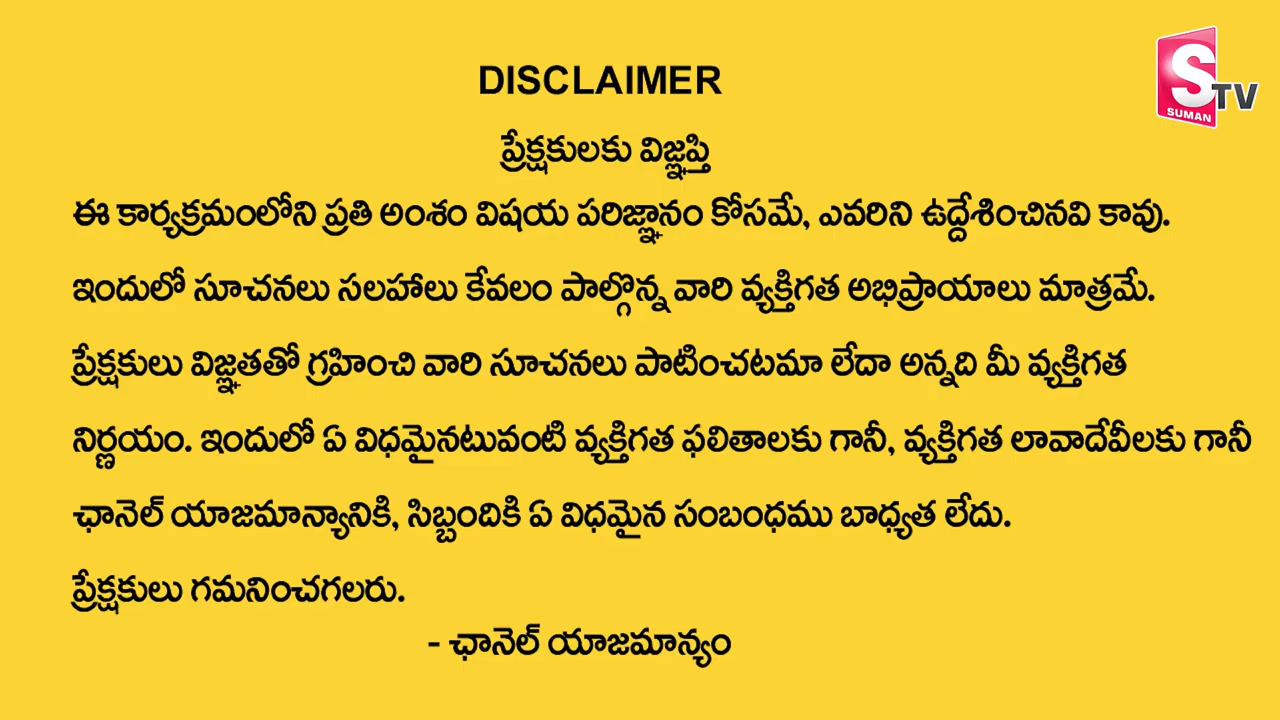 DISCLAIMER
S
TV
SUMAN
ప్రేక్షకులకు విజ్ఞప్తి
ఈ కార్యక్రమంలోని ప్రతి అంశం విషయ పరిజ్ఞానం కోసమే, ఎవరిని ఉద్దేశించినవి కావు.
ఇందులో సూచనలు సలహాలు కేవలం పాల్గొన్న వారి వ్యక్తిగత అభిప్రాయాలు మాత్రమే.
ప్రేక్షకులు విజ్ఞతతో గ్రహించి వారి సూచనలు పాటించటమా లేదా అన్నది మీ వ్యక్తిగత
నిర్ణయం. ఇందులో ఏ విధమైనటువంటి వ్యక్తిగత ఫలితాలకు గానీ, వ్యక్తిగత లావాదేవీలకు గానీ
ఛానెల్ యాజమాన్యానికి, సిబ్బందికి ఏ విధమైన సంబంధము బాధ్యత లేదు.
ప్రేక్షకులు గమనించగలరు.
- ఛానెల్ యాజమాన్యం